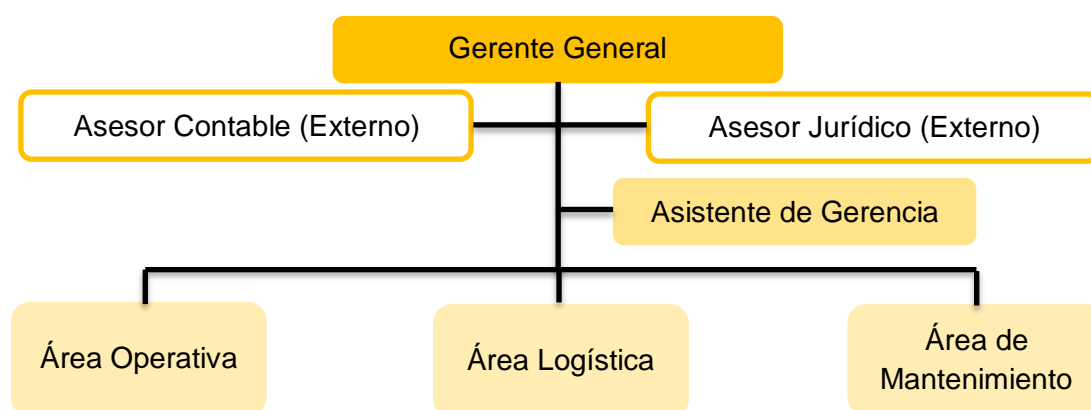 Gerente General
Asesor Contable (Externo)
Asesor Jurídico (Externo)
Asistente de Gerencia
Área Operativa
Área Logística
Área de
Mantenimiento